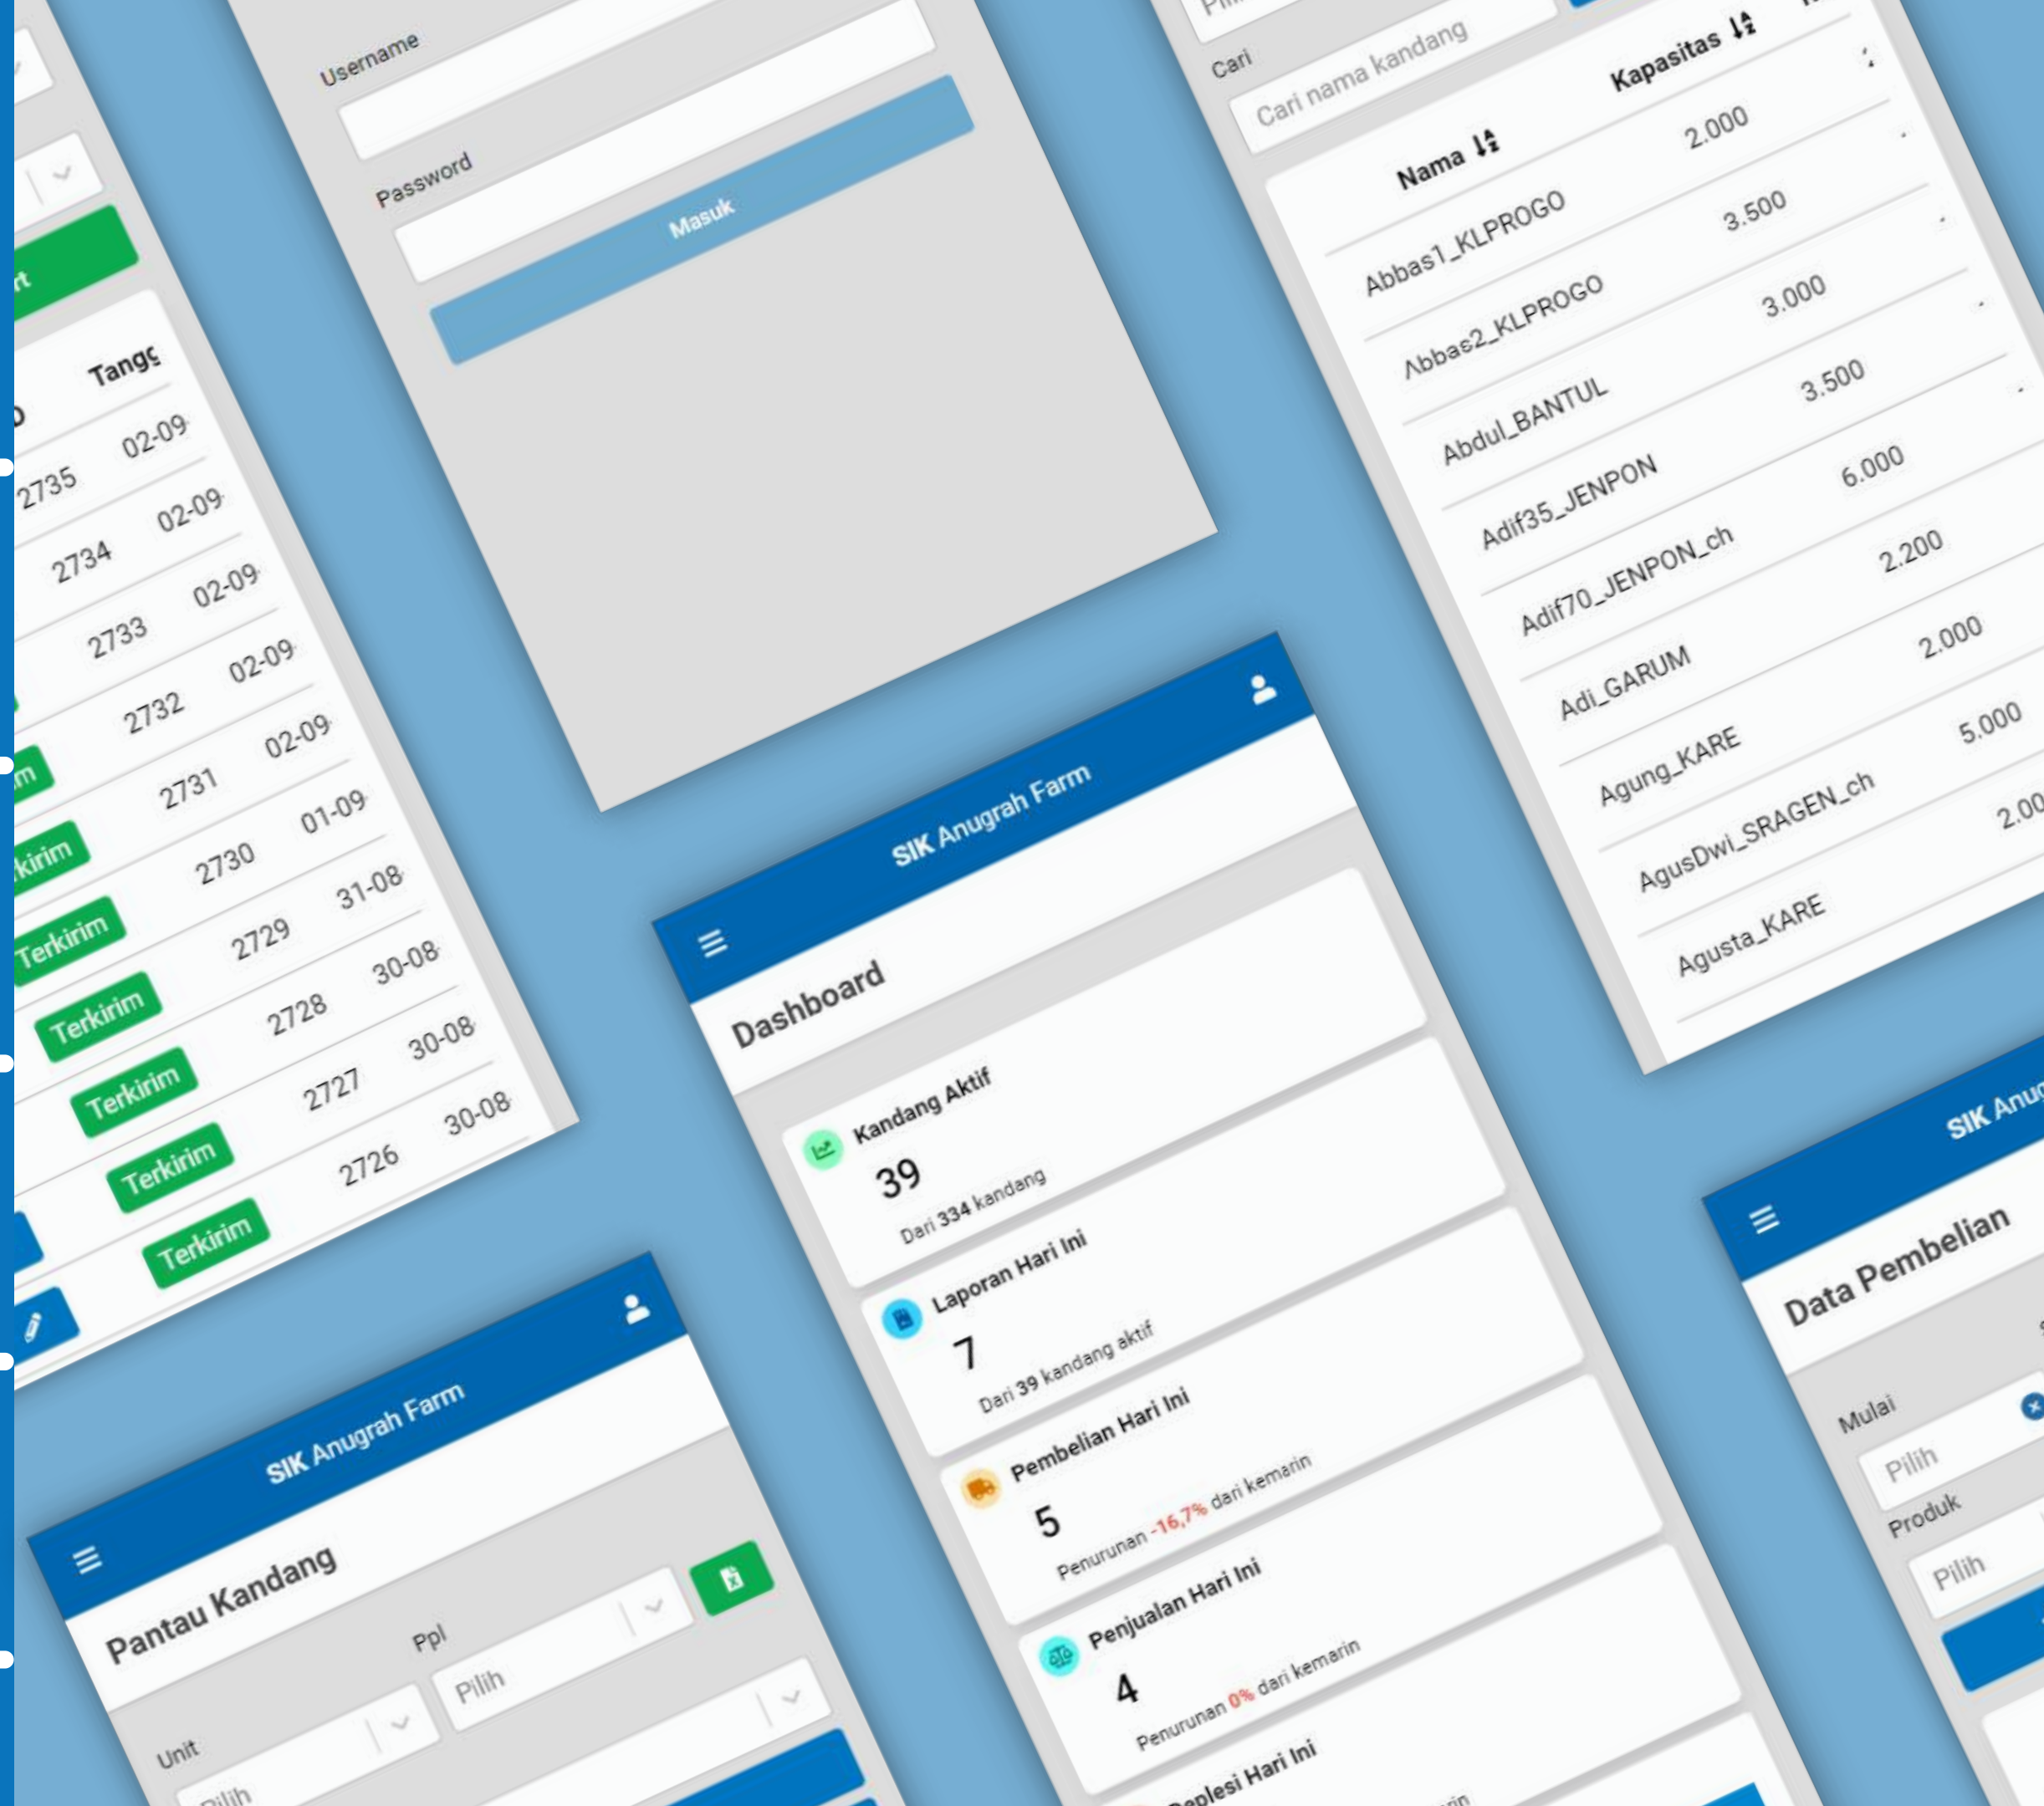 Username
Password
Masuk
Cari
Cari nama kandang
Nama Kapasitas
Abbas1_KLPROGO 2.000
Abbas2_KLPROGO 3.500
Abdul_BANTUL 3.000
Adif35_JENPON 3.500
Adif70_JENPON_ch 6.000
Adi_GARUM 2.200
Agung_KARE 2.000
AgusDwi_SRAGEN_ch 5.000
Agusta_KARE
2735 02-09-
2734 02-09-
2733 02-09-
2732 02-09-
2731 02-09-
2730 01-09-
Terkirim 2729 31-08-
Terkirim 2728 30-08-
Terkirim 2727 30-08-
Terkirim 2726 30-08-
Terkirim
SIK Anugrah Farm
Dashboard
Kandang Aktif
39
Dari 334 kandang
Laporan Hari Ini
7
Dari 39 kandang aktif
Pembelian Hari Ini
5
Penurunan -16,7% dari kemarin
Penjualan Hari Ini
4
Penurunan 0% dari kemarin
Hari Ini
SIK Anugrah Farm
Pantau Kandang
Unit
Ppl
Pilih
Pilih
SIK
Data Pembelian
Mulai
Pilih
Produk
Pilih